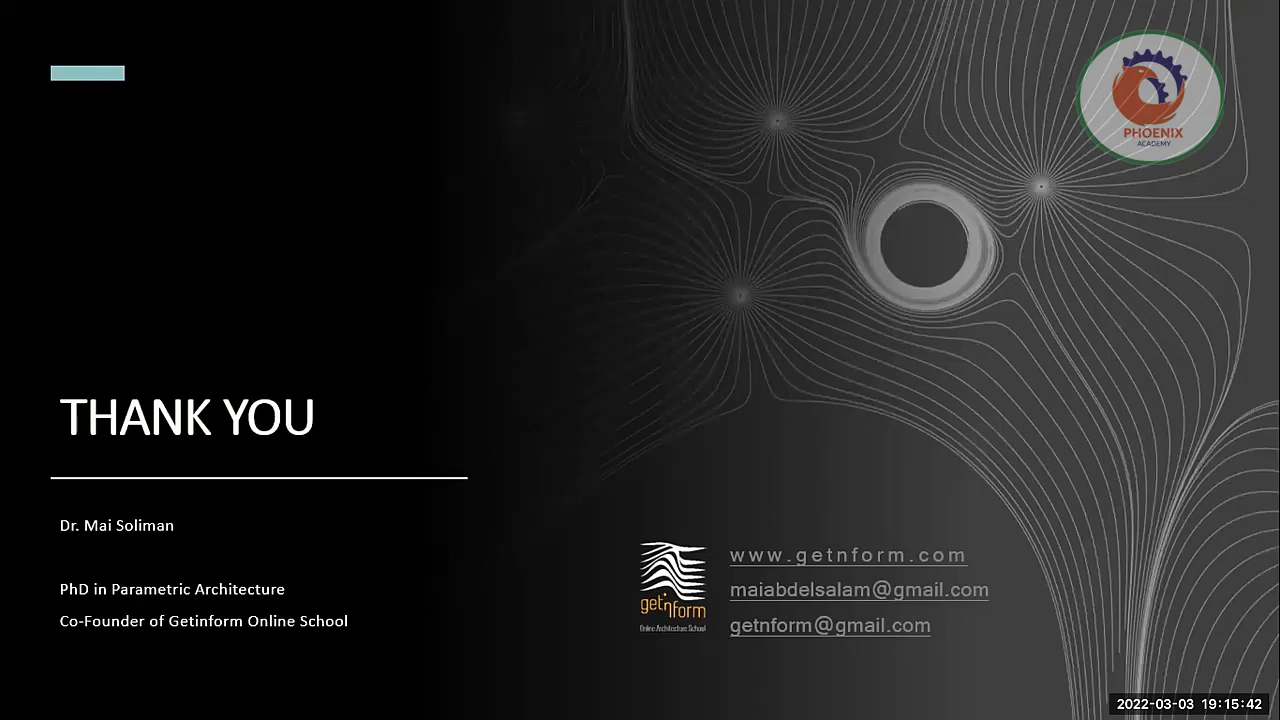 PHOENIX
ACADEMY
THANK YOU
Dr. Mai Soliman
PhD in Parametric Architecture
Co-Founder of Getinform Online School
get nform
Online Architecture School
www.getnform.com
maiabdelsalam@gmail.com
getnform@gmail.com
2022-03-03 19:15:42